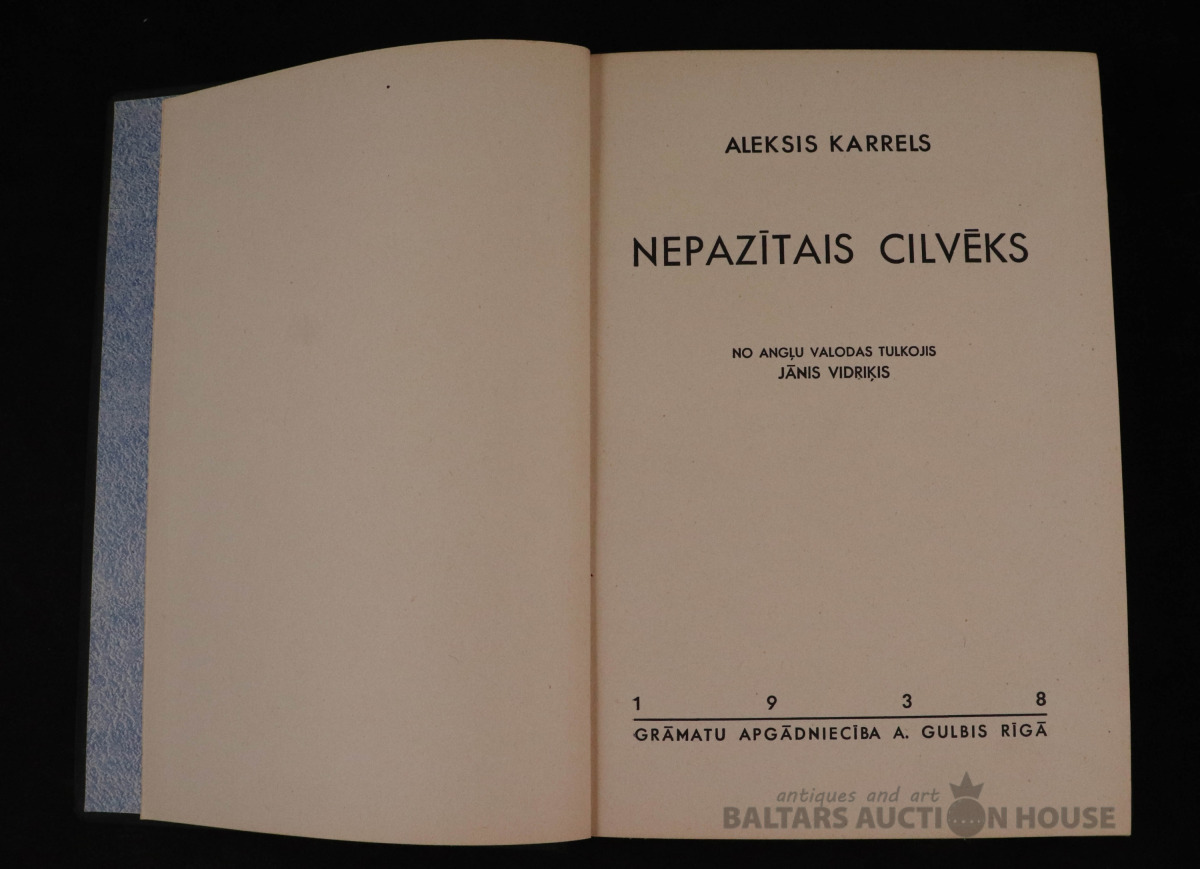 ALEKSIS KARRELS
NEPAZĪTAIS CILVĒKS
NO ANGĻU VALODAS TULKOJIS
JĀNIS VIDRIĶIS
1 9 3 8
GRĀMATU APGĀDNIECĪBA A. GULBIS RĪGĀ
antiques and art
BALTARS AUCTION HOUSE